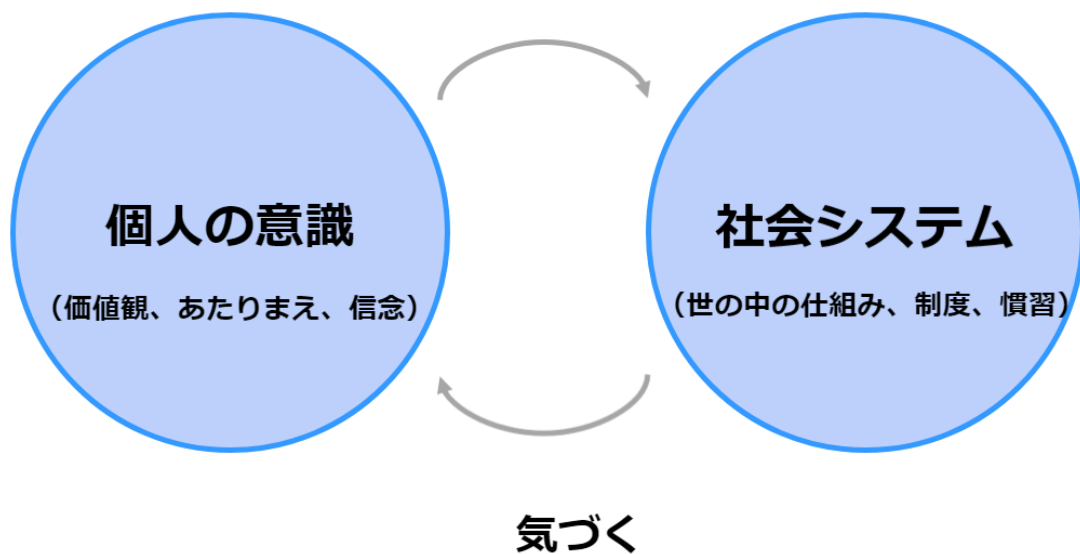 個人の意識
（価値観、あたりまえ、信念）
社会システム
（世の中の仕組み、制度、慣習）
気づく